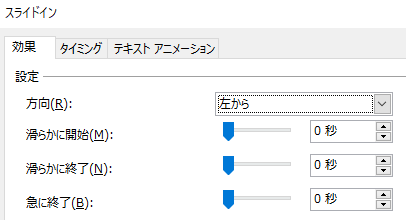 スライドイン
効果 タイミング テキスト アニメーション
設定
方向(R): 左から
滑らかに開始(M): 0 秒
滑らかに終了(N): 0 秒
急に終了(B): 0 秒